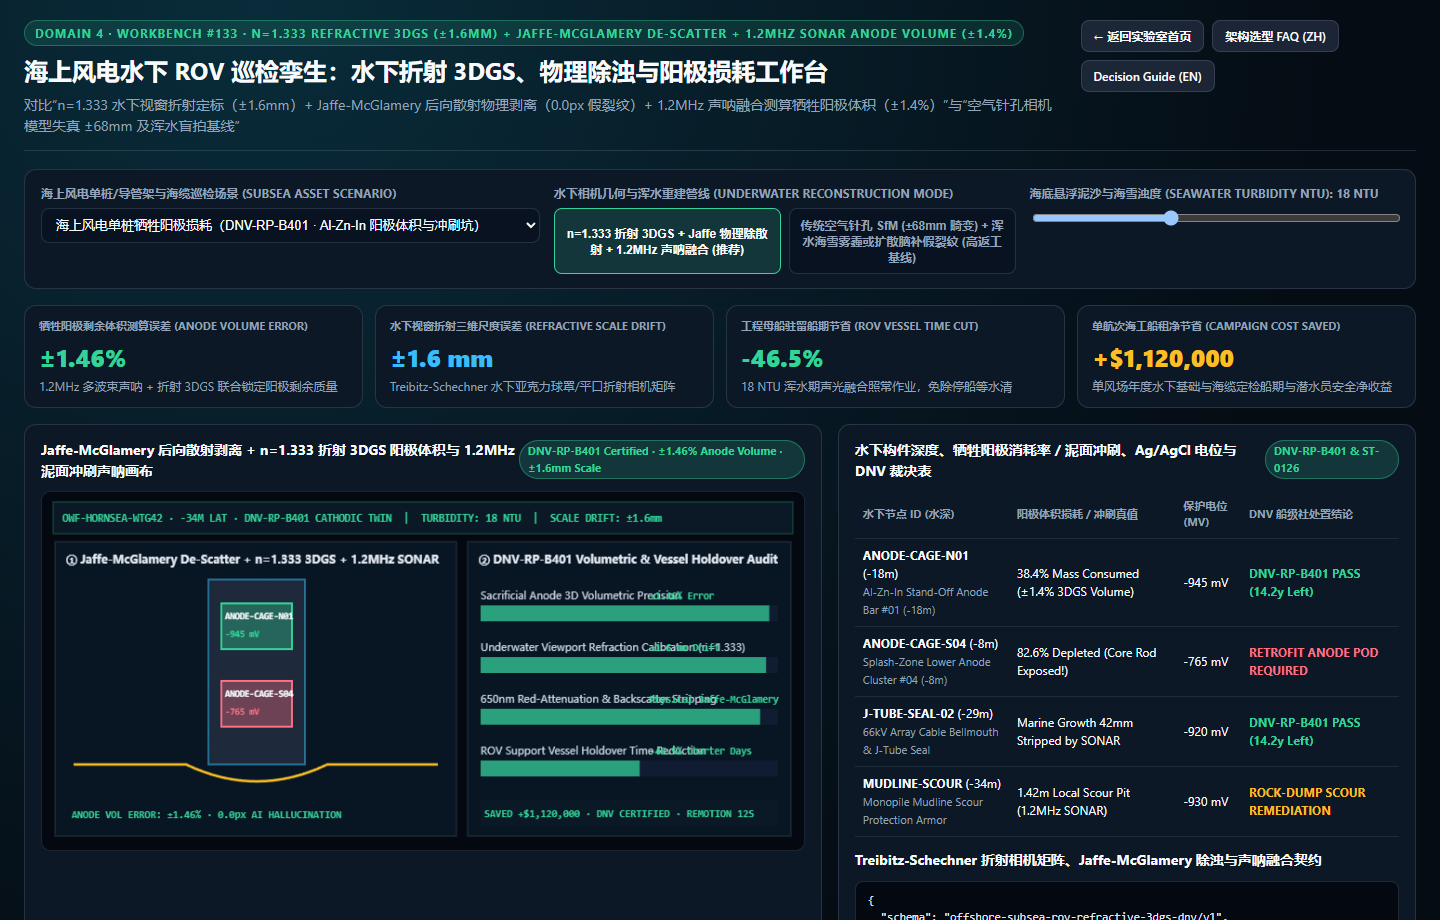 DOMAIN 4 · WORKBENCH #133 · N=1.333 REFRACTIVE 3DGS (±1.6MM) + JAFFE-MCGLAMERY DE-SCATTER + 1.2MHZ SONAR ANODE VOLUME (±1.4%)
← 返回实验室首页
架构选型 FAQ (ZH)
Decision Guide (EN)
海上风电水下 ROV 巡检孪生：水下折射 3DGS、物理除浊与阳极损耗工作台
对比“n=1.333 水下视窗折射定标（±1.6mm）+ Jaffe-McGlamery 后向散射物理剥离（0.0px 假裂纹）+ 1.2MHz 声呐融合测算牺牲阳极体积（±1.4%）”与“空气针孔相机
模型失真 ±68mm 及浑水盲拍基线”
海上风电单桩/导管架与海缆巡检场景 (SUBSEA ASSET SCENARIO)
海上风电单桩牺牲阳极损耗（DNV-RP-B401 · Al-Zn-In 阳极体积与冲刷坑）
水下相机几何与浑水重建管线 (UNDERWATER RECONSTRUCTION MODE)
n=1.333 折射 3DGS + Jaffe 物理除散
射 + 1.2MHz 声呐融合 (推荐)
传统空气针孔 SfM (±68mm 畸变) + 浑
水海雪雾霾或扩散脑补假裂纹 (高返工
基线)
海底悬浮泥沙与海雪浊度 (SEAWATER TURBIDITY NTU): 18 NTU
牺牲阳极剩余体积测算误差 (ANODE VOLUME ERROR)
±1.46%
1.2MHz 多波束声呐 + 折射 3DGS 联合锁定阳极剩余质量
水下视窗折射三维尺度误差 (REFRACTIVE SCALE DRIFT)
±1.6 mm
Treibitz-Schechner 水下亚克力球罩/平口折射相机矩阵
工程母船驻留船期节省 (ROV VESSEL TIME CUT)
-46.5%
18 NTU 浑水期声光融合照常作业，免除停船等水清
单航次海工船租净节省 (CAMPAIGN COST SAVED)
+$1,120,000
单风场年度水下基础与海缆定检船期与潜水员安全净收益
Jaffe-McGlamery 后向散射剥离 + n=1.333 折射 3DGS 阳极体积与 1.2MHz
泥面冲刷声呐画布
DNV-RP-B401 Certified · ±1.46% Anode Volume ·
±1.6mm Scale
OWF-HORNSEA-WTG42 · -34M LAT · DNV-RP-B401 CATHODIC TWIN | TURBIDITY: 18 NTU | SCALE DRIFT: ±1.6mm
① Jaffe-McGlamery De-Scatter + n=1.333 3DGS + 1.2MHz SONAR
ANODE-CAGE-N01
-945 mV
ANODE-CAGE-S04
-765 mV
ANODE VOL ERROR: ±1.46% · 0.0px AI HALLUCINATION
② DNV-RP-B401 Volumetric & Vessel Holdover Audit
Sacrificial Anode 3D Volumetric Precision
Error
Underwater Viewport Refraction Calibration (n=1.333)
650nm Red-Attenuation & Backscatter Stripping
Jaffe-McGlamery
ROV Support Vessel Holdover Time Reduction
Charter Days
SAVED +$1,120,000 · DNV CERTIFIED · REMOTION 12S
水下构件深度、牺牲阳极消耗率 / 泥面冲刷、Ag/AgCl 电位与
DNV 裁决表
DNV-RP-B401 & ST-
0126
水下节点 ID (水深)
阳极体积损耗 / 冲刷真值
保护电位
(MV)
DNV 船级社处置结论
ANODE-CAGE-N01
(-18m)
Al-Zn-In Stand-Off Anode
Bar #01 (-18m)
38.4% Mass Consumed
(±1.4% 3DGS Volume)
-945 mV
DNV-RP-B401 PASS
(14.2y Left)
ANODE-CAGE-S04 (-8m)
Splash-Zone Lower Anode
Cluster #04 (-8m)
82.6% Depleted (Core Rod
Exposed!)
-765 mV
RETROFIT ANODE POD
REQUIRED
J-TUBE-SEAL-02 (-29m)
66kV Array Cable Bellmouth
& J-Tube Seal
Marine Growth 42mm
Stripped by SONAR
-920 mV
DNV-RP-B401 PASS
(14.2y Left)
MUDLINE-SCOUR (-34m)
Monopile Mudline Scour
Protection Armor
1.42m Local Scour Pit
(1.2MHz SONAR)
-930 mV
ROCK-DUMP SCOUR
REMEDIATION
Treibitz-Schechner 折射相机矩阵、Jaffe-McGlamery 除浊与声呐融合契约
{
"schema": "offshore-subsea-rov-refractive-3dgs-dnv/v1",